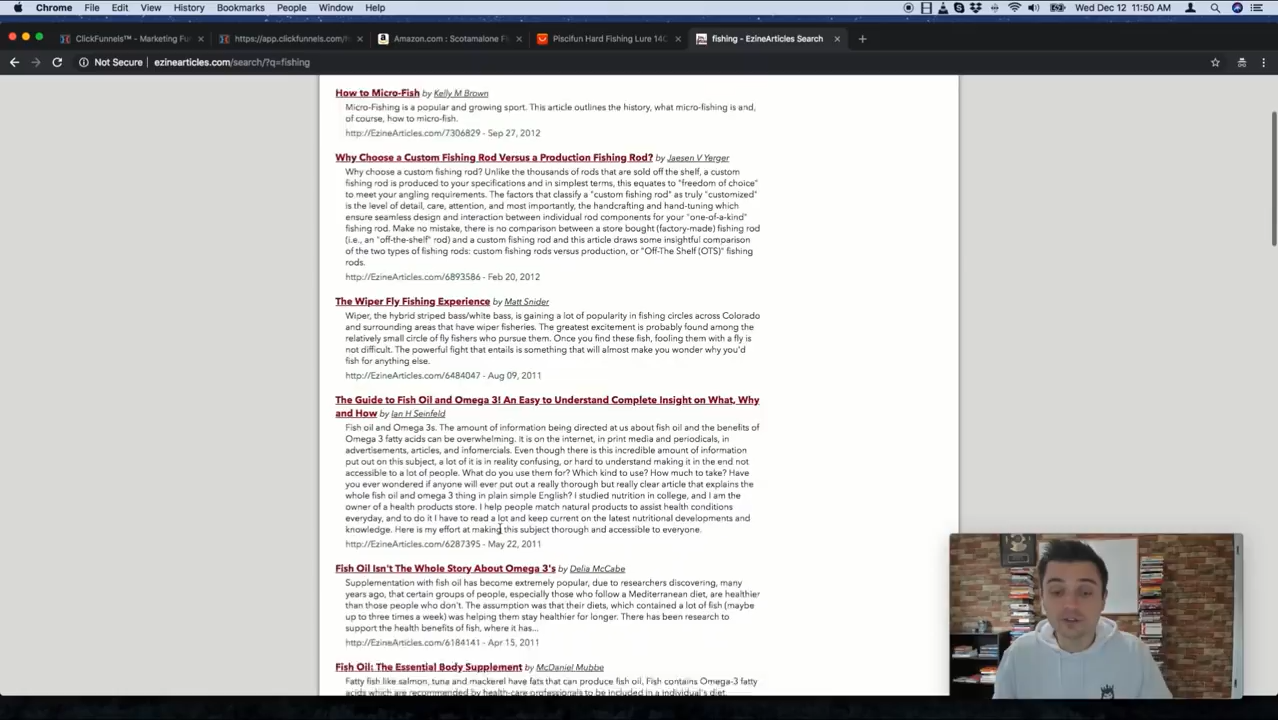 Chrome File Edit View History Bookmarks People Window Help Wed Dec 12 11:50 AM
ClickFunnels™ - Marketing Fu https://app.clickfunnels.com/ Amazon.com : Scotamalone Fi Piscifun Hard Fishing Lure 14C fishing - EzineArticles Search
Not Secure ezinearticles.com/search/?q=fishing
How to Micro-Fish by Kelly M Brown
Micro-Fishing is a popular and growing sport. This article outlines the history, what micro-fishing is and,
of course, how to micro-fish.
http://EzineArticles.com/7306829 - Sep 27, 2012
Why Choose a Custom Fishing Rod Versus a Production Fishing Rod? by Jaesen V Yerger
Why choose a custom fishing rod? Unlike the thousands of rods that are sold off the shelf, a custom
fishing rod is produced to your specifications and in simplest terms, this equates to "freedom of choice"
to meet your angling requirements. The factors that classify a "custom fishing rod" as truly "customized"
is the level of detail, care, attention, and most importantly, the handcrafting and hand-tuning which
ensure seamless design and interaction between individual rod components for your "one-of-a-kind"
fishing rod. Make no mistake, there is no comparison between a store bought (factory-made) fishing rod
(i.e., an "off-the-shelf" rod) and a custom fishing rod and this article draws some insightful comparison
of the two types of fishing rods: custom fishing rods versus production, or "Off-The Shelf (OTS)" fishing
rods.
http://EzineArticles.com/6893586 - Feb 20, 2012
The Wiper Fly Fishing Experience by Matt Snider
Wiper, the hybrid striped bass/white bass, is gaining a lot of popularity in fishing circles across Colorado
and surrounding areas that have wiper fisheries. The greatest excitement is probably found among the
relatively small circle of fly fishers who pursue them. Once you find these fish, fooling them with a fly is
not difficult. The powerful fight that entails is something that will almost make you wonder why you'd
fish for anything else.
http://EzineArticles.com/6484047 - Aug 09, 2011
The Guide to Fish Oil and Omega 3! An Easy to Understand Complete Insight on What, Why
and How by Ian H Seinfeld
Fish oil and Omega 3s. The amount of information being directed at us about fish oil and the benefits of
Omega 3 fatty acids can be overwhelming. It is on the internet, in print media and periodicals, in
advertisements, articles, and infomercials. Even though there is this incredible amount of information
put out on this subject, a lot of it is in reality confusing, or hard to understand making it in the end not
accessible to a lot of people. What do you use them for? Which kind to use? How much to take? Have
you ever wondered if anyone will ever put out a really thorough but really clear article that explains the
whole fish oil and omega 3 thing in plain simple English? I studied nutrition in college, and I am the
owner of a health products store. I help people match natural products to assist health conditions
everyday, and to do it I have to read a lot and keep current on the latest nutritional developments and
knowledge. Here is my effort at making this subject thorough and accessible to everyone.
http://EzineArticles.com/6287395 - May 22, 2011
Fish Oil Isn't The Whole Story About Omega 3's by Delia McCabe
Supplementation with fish oil has become extremely popular, due to researchers discovering, many
years ago, that certain groups of people, especially those who follow a Mediterranean diet, are healthier
than those people who don't. The assumption was that their diets, which contained a lot of fish (maybe
up to three times a week) was helping them stay healthier for longer. There has been research to
support the health benefits of fish, where it has...
http://EzineArticles.com/6184141 - Apr 15, 2011
Fish Oil: The Essential Body Supplement by McDaniel Mubbe
Fatty fish like salmon, tuna and mackerel have fats that can produce fish oil. Fish contains Omega-3 fatty
acids which are recommended by health-care professionals to be included in a individual's diet.